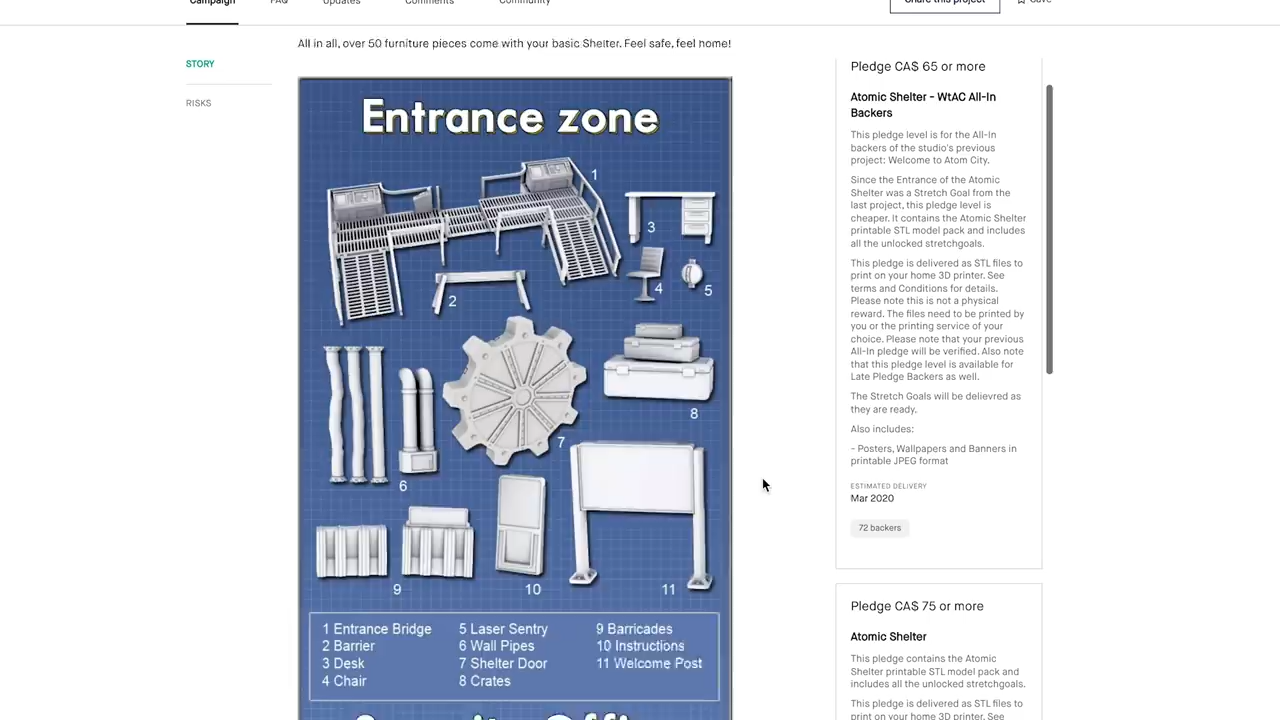 Campaign
FAQ
Updates
Comments
Community
Share this project
Save
STORY
RISKS
All in all, over 50 furniture pieces come with your basic Shelter. Feel safe, feel home!
Entrance zone
1
2
3
4
5
6
7
8
9
10
11
1 Entrance Bridge
2 Barrier
3 Desk
4 Chair
5 Laser Sentry
6 Wall Pipes
7 Shelter Door
8 Crates
9 Barricades
10 Instructions
11 Welcome Post
Pledge CA$ 65 or more
Atomic Shelter - WtAC All-In
Backers
This pledge level is for the All-In
backers of the studio's previous
project: Welcome to Atom City.
Since the Entrance of the Atomic
Shelter was a Stretch Goal from the
last project, this pledge level is
cheaper. It contains the Atomic Shelter
printable STL model pack and includes
all the unlocked stretchgoals.
This pledge is delivered as STL files to
print on your home 3D printer. See
terms and Conditions for details.
Please note this is not a physical
reward. The files need to be printed by
you or the printing service of your
choice. Please note that your previous
All-In pledge will be verified. Also note
that this pledge level is available for
Late Pledge Backers as well.
The Stretch Goals will be delievred as
they are ready.
Also includes:
- Posters, Wallpapers and Banners in
printable JPEG format
ESTIMATED DELIVERY
Mar 2020
72 backers
Pledge CA$ 75 or more
Atomic Shelter
This pledge contains the Atomic
Shelter printable STL model pack and
includes all the unlocked stretchgoals.
This pledge is delivered as STL files to
print on your home 3D printer. See